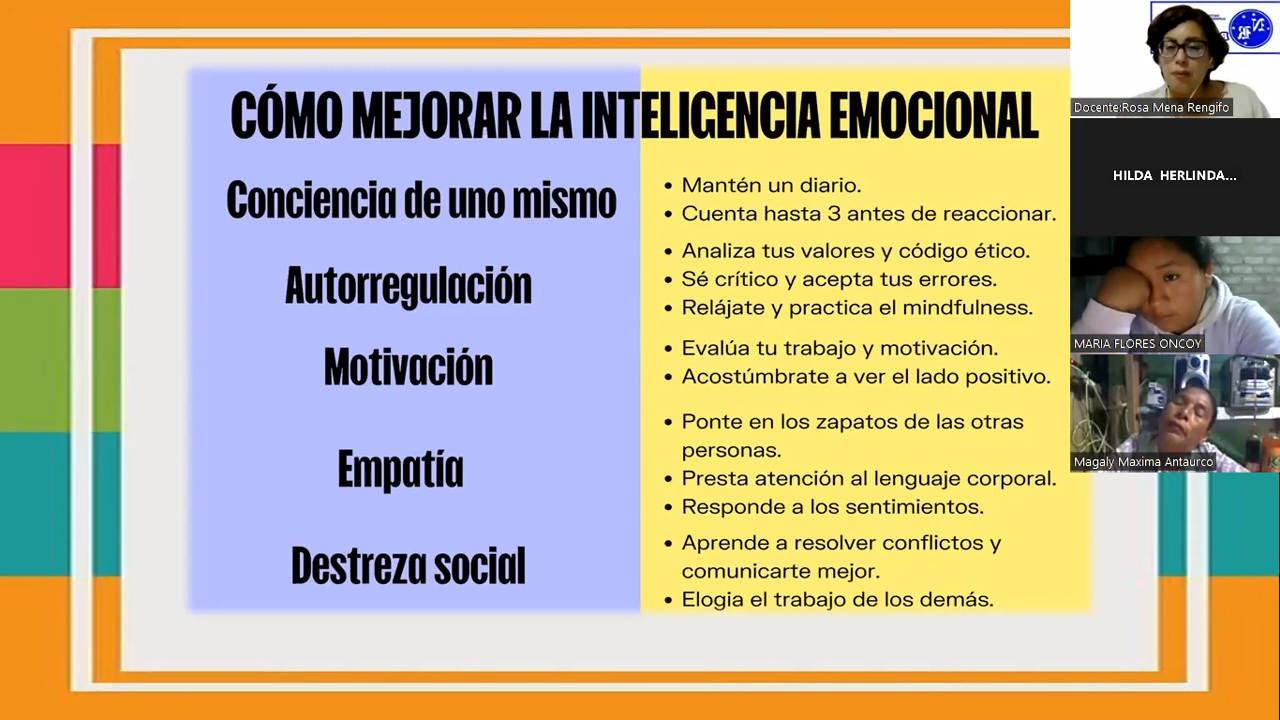 CÓMO MEJORAR LA INTELIGENCIA EMOCIONAL
Conciencia de uno mismo
• Mantén un diario.
• Cuenta hasta 3 antes de reaccionar.
Autorregulación
• Analiza tus valores y código ético.
• Sé crítico y acepta tus errores.
• Relájate y practica el mindfulness.
Motivación
• Evalúa tu trabajo y motivación.
• Acostúmbrate a ver el lado positivo.
Empatía
• Ponte en los zapatos de las otras
personas.
• Presta atención al lenguaje corporal.
• Responde a los sentimientos.
Destreza social
• Aprende a resolver conflictos y
comunicarte mejor.
• Elogia el trabajo de los demás.
Docente:Rosa Mena Rengifo
HILDA HERLINDA...
MARIA FLORES ONCOY
Magaly Maxima Antaurco